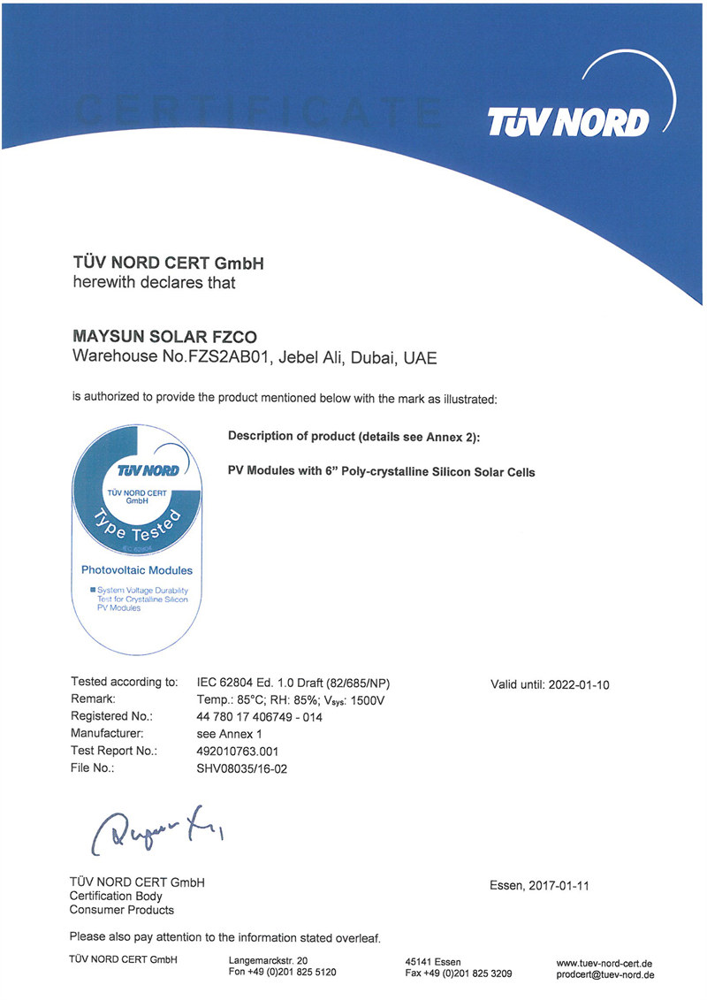 CERTIFICATE
TÜV NORD
TÜV NORD CERT GmbH
herewith declares that
MAYSUN SOLAR FZCO
Warehouse No.FZS2AB01, Jebel Ali, Dubai, UAE
is authorized to provide the product mentioned below with the mark as illustrated:
TÜV NORD
TÜV NORD CERT
GmbH
Type Tested
IEC 62804
Photovoltaic Modules
System Voltage Durability
Test for Crystalline Silicon
PV Modules
Description of product (details see Annex 2):
PV Modules with 6” Poly-crystalline Silicon Solar Cells
Tested according to: IEC 62804 Ed. 1.0 Draft (82/685/NP) Valid until: 2022-01-10
Remark: Temp.: 85°C; RH: 85%; Vsys: 1500V
Registered No.: 44 780 17 406749 - 014
Manufacturer: see Annex 1
Test Report No.: 492010763.001
File No.: SHV08035/16-02
TÜV NORD CERT GmbH Essen, 2017-01-11
Certification Body
Consumer Products
Please also pay attention to the information stated overleaf.
TÜV NORD CERT GmbH Langemarckstr. 20 45141 Essen www.tuev-nord-cert.de
Fon +49 (0)201 825 5120 Fax +49 (0)201 825 3209 prodcert@tuev-nord.de